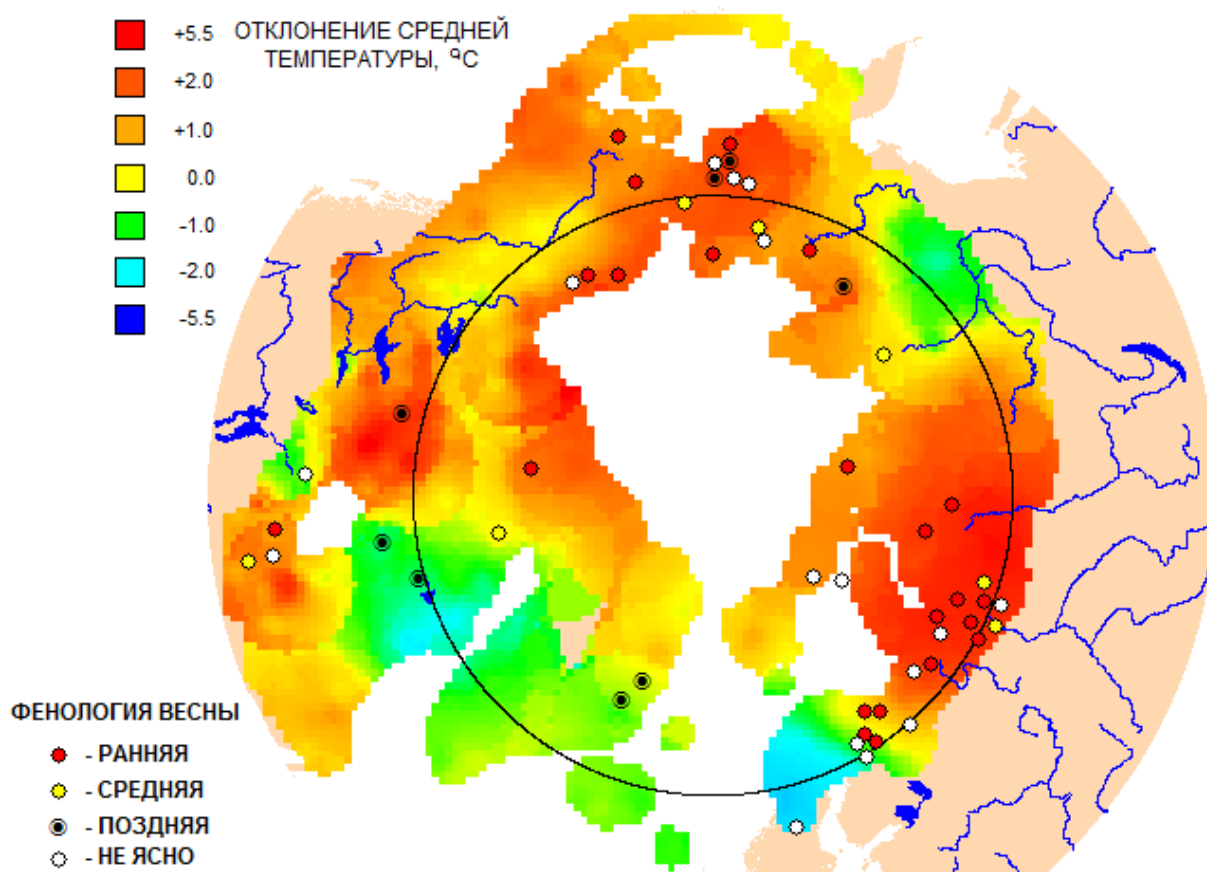 ОТКЛОНЕНИЕ СРЕДНЕЙ
ТЕМПЕРАТУРЫ, ºС
+5.5
+2.0
+1.0
0.0
-1.0
-2.0
-5.5
ФЕНОЛОГИЯ ВЕСНЫ
- РАННЯЯ
- СРЕДНЯЯ
- ПОЗДНЯЯ
- НЕ ЯСНО